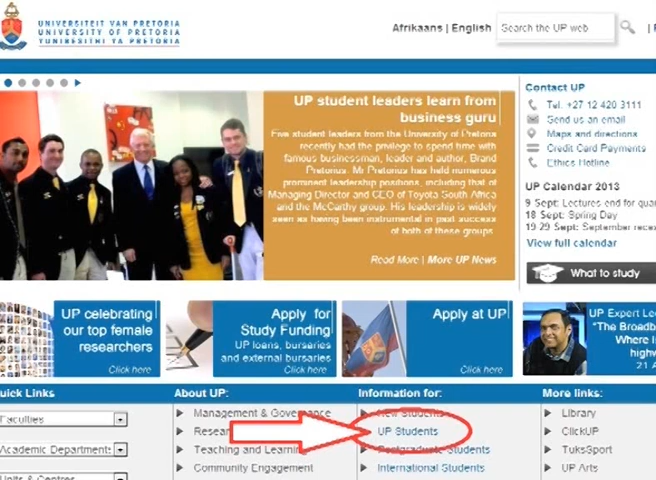 UNIVERSITEIT VAN PRETORIA
UNIVERSITY OF PRETORIA
YUNIBESITHI YA PRETORIA
Afrikaans | English
Search the UP web
UP student leaders learn from
business guru
Five student leaders from the University of Pretoria
recently had the privilege to spend time with
famous businessman, leader and author, Brand
Pretorius. Mr Pretorius has held numerous
prominent leadership positions, including that of
Managing Director and CEO of Toyota South Africa
and the McCarthy group. His leadership is widely
seen as having been instrumental in past success
of both of these groups.
Read More | More UP News
Contact UP
Tel. +27 12 420 3111
Send us an email
Maps and directions
Credit Card Payments
Ethics Hotline
UP Calendar 2013
9 Sept: Lectures end for
18 Sept: Spring Day
19-29 Sept: September
View full calendar
What to study
UP celebrating
our top female
researchers
Click here
Apply for
Study Funding
UP loans, bursaries
and external bursaries
Click here
Apply at UP
Click here
UP Expert
"The
Where
21
Quick Links
Faculties
Academic Departments
Units & Centres
About UP:
Management & Governance
Teaching and Learning
Community Engagement
Information for:
New Students
UP Students
Postgraduate Students
International Students
More links:
Library
ClickUP
TuksSport
UP Arts